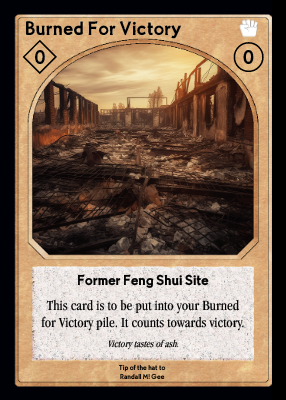 Burned For Victory
0
0
Former Feng Shui Site
This card is to be put into your Burned
for Victory pile. It counts towards victory.
Victory tastes of ash
Tip of the hat to
Randall M! Gee